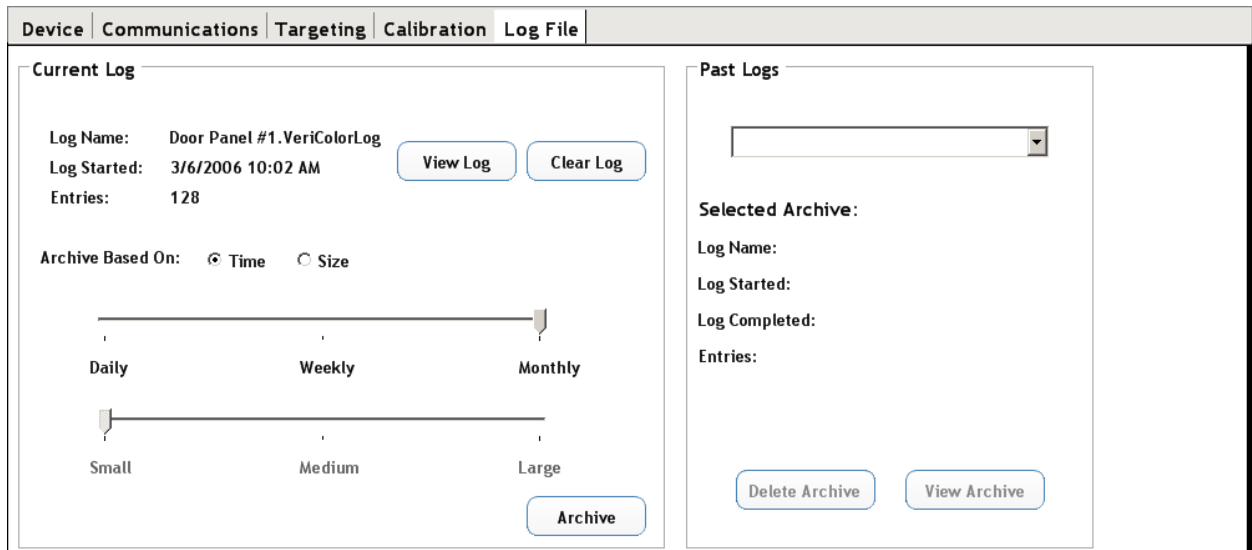 Device Communications Targeting Calibration Log File
Current Log
Log Name: Door Panel #1.VeriColorLog
Log Started: 3/6/2006 10:02 AM
Entries: 128
View Log Clear Log
Archive Based On: Time Size
Daily Weekly Monthly
Small Medium Large
Archive
Past Logs
Selected Archive:
Log Name:
Log Started:
Log Completed:
Entries:
Delete Archive View Archive